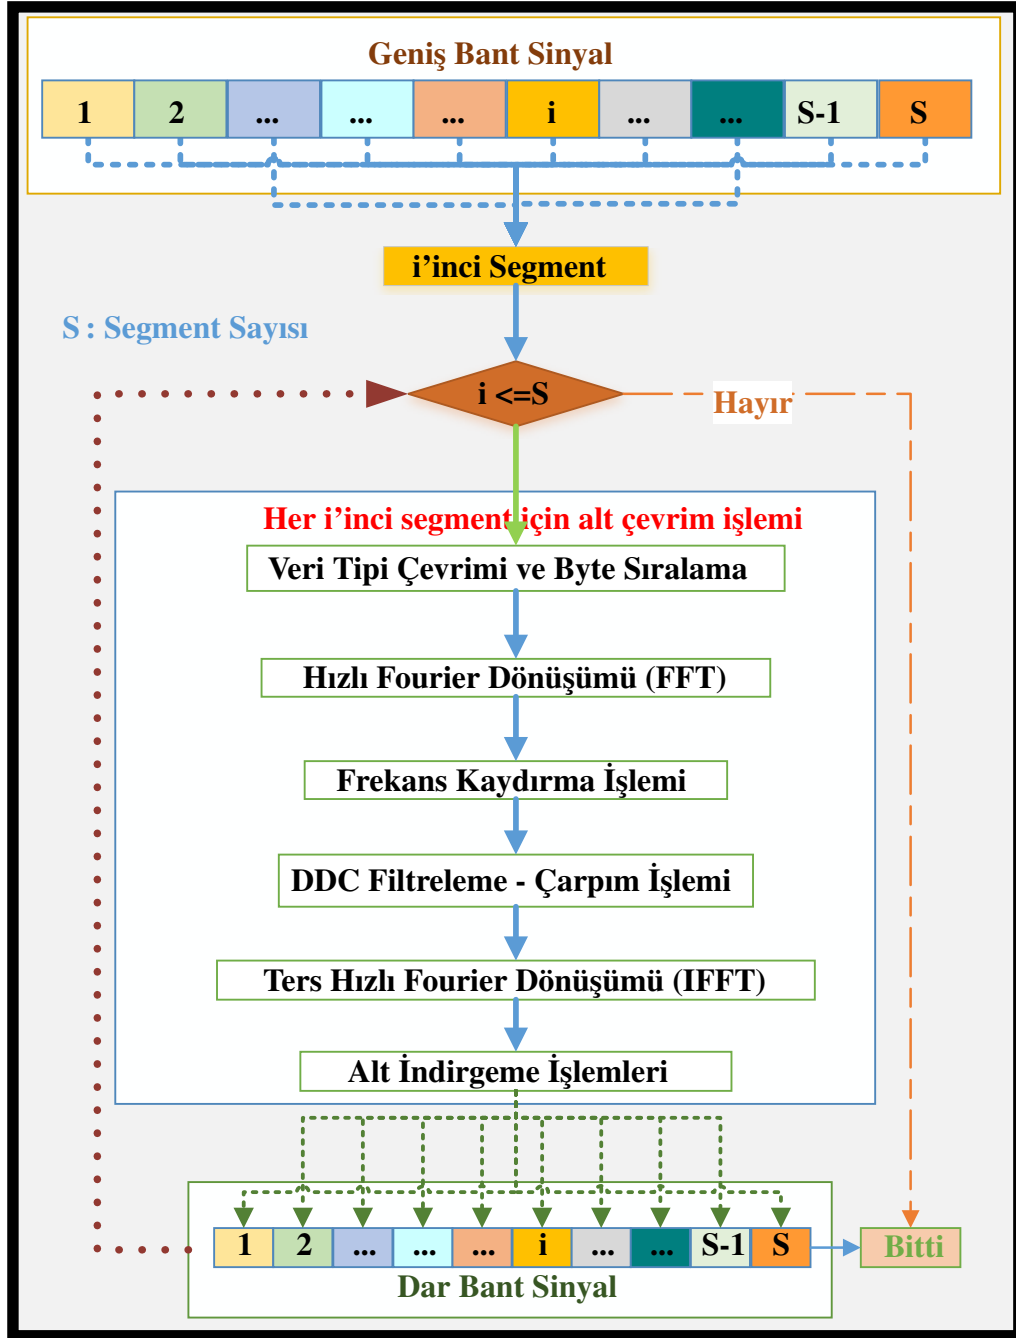 Geniş Bant Sinyal
1 2 ... ... ... i ... ... S-1 S
i’inci Segment
S : Segment Sayısı
i <=S
Hayır
Her i’inci segment için alt çevrim işlemi
Veri Tipi Çevrimi ve Byte Sıralama
Hızlı Fourier Dönüşümü (FFT)
Frekans Kaydırma İşlemi
DDC Filtreleme - Çarpım İşlemi
Ters Hızlı Fourier Dönüşümü (IFFT)
Alt İndirgeme İşlemleri
1 2 ... ... ... i ... ... S-1 S
Bitti
Dar Bant Sinyal